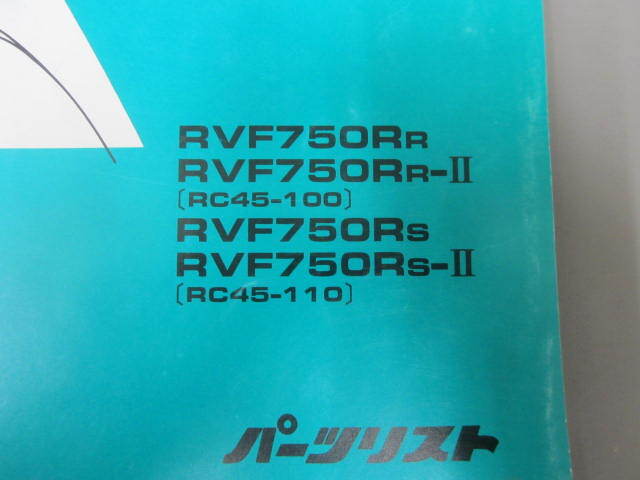 RVF750RR
RVF750RR-II
〔RC45-100〕
RVF750RS
RVF750RS-II
〔RC45-110〕
パーツリスト